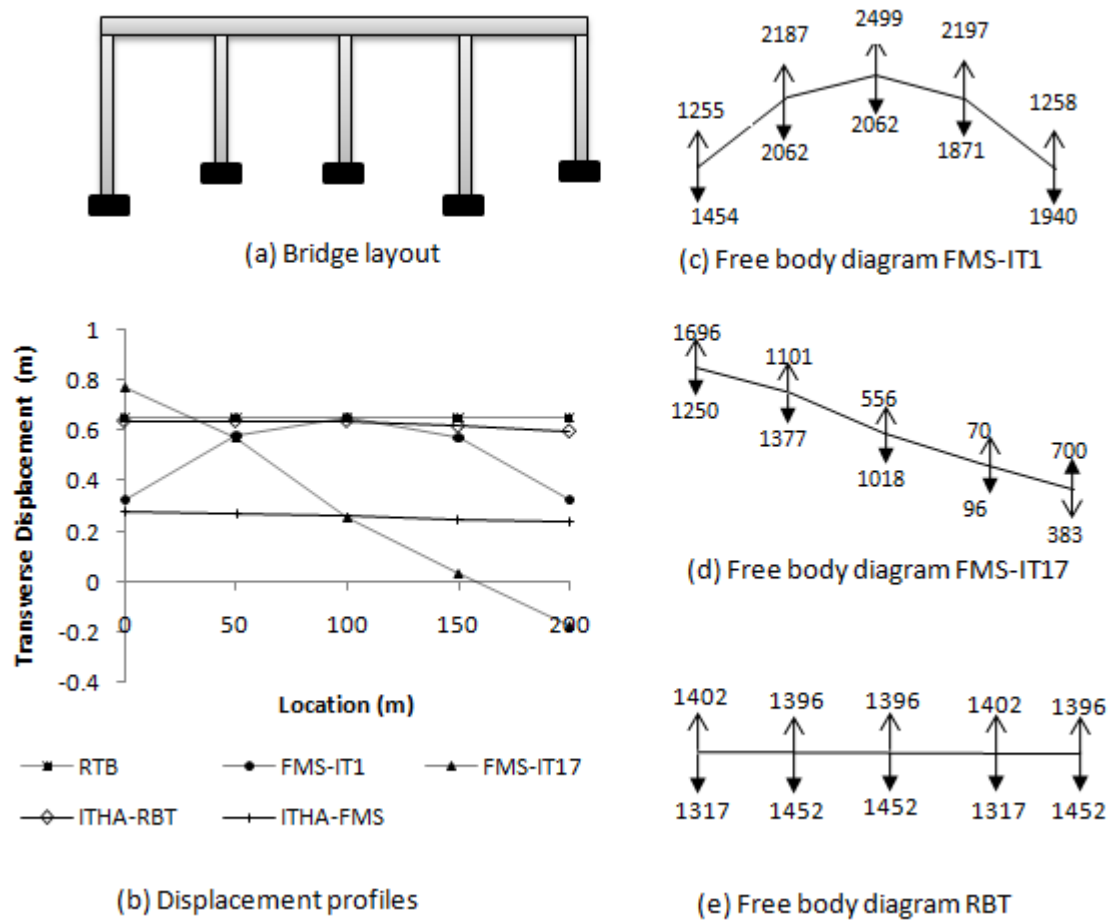 (a) Bridge layout
1255 2187 2499 2197 1258
1454 2062 2062 1871 1940
(c) Free body diagram FMS-IT1
Transverse Displacement (m)
1
0.8
0.6
0.4
0.2
0
-0.2
-0.4
0 50 100 150 200
Location (m)
RTB FMS-IT1 FMS-IT17
ITHA-RBT ITHA-FMS
(b) Displacement profiles
1696 1101 556 70 700
1250 1377 1018 96 383
(d) Free body diagram FMS-IT17
1402 1396 1396 1402 1396
1317 1452 1452 1317 1452
(e) Free body diagram RBT